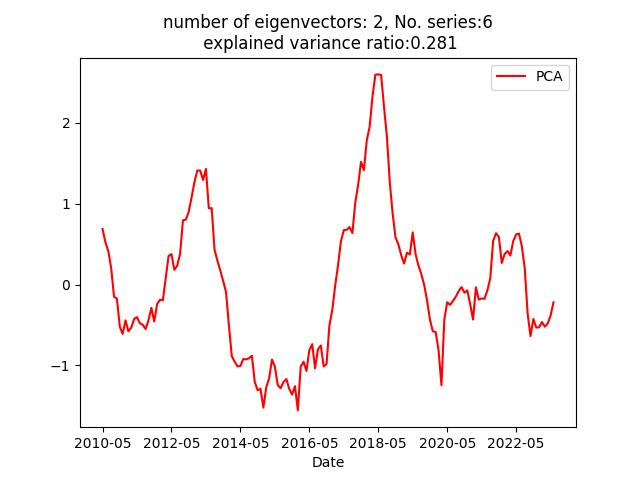 number of eigenvectors: 2, No. series:6
explained variance ratio:0.281
PCA
2
1
0
−1
2010-05 2012-05 2014-05 2016-05 2018-05 2020-05 2022-05
Date